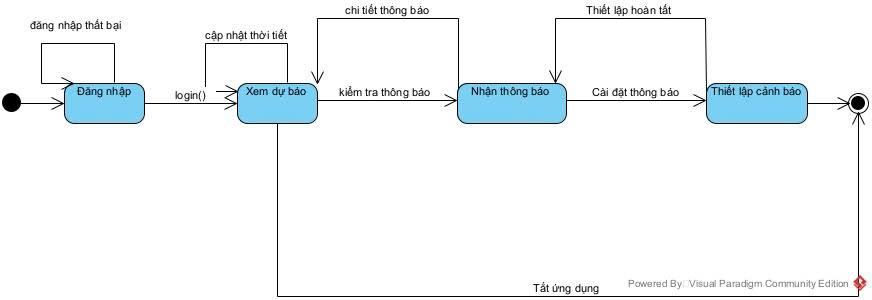 chi tiết thông báo
Thiết lập hoàn tất
đăng nhập thất bại
cập nhật thời tiết
Đăng nhập
login()
Xem dự báo
kiểm tra thông báo
Nhận thông báo
Cài đặt thông báo
Thiết lập cảnh báo
Tất ứng dụng
Powered By: Visual Paradigm Community Edition